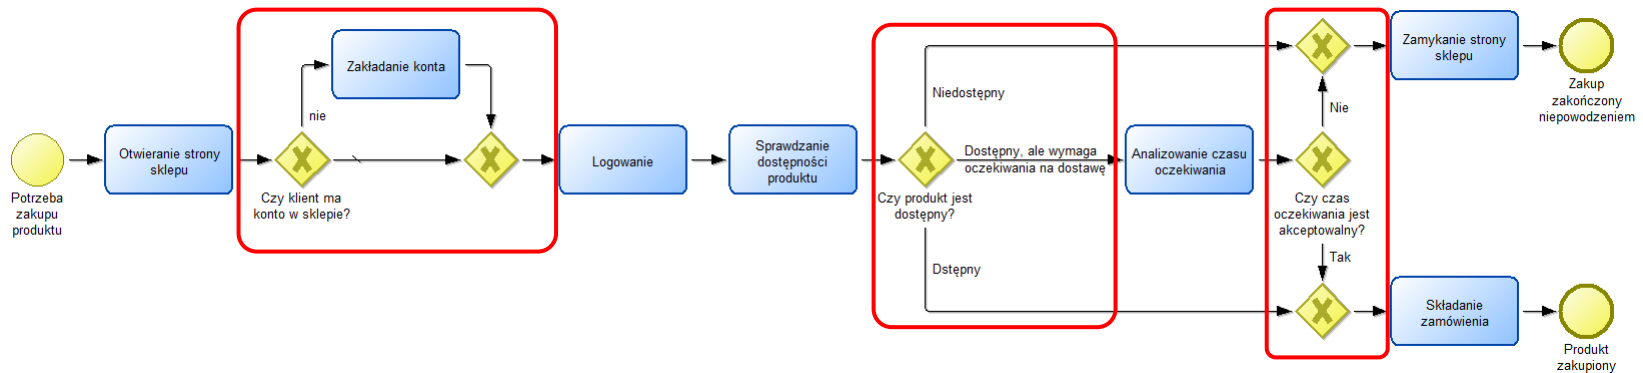 Potrzeba
zakupu
produktu
Otwieranie strony
sklepu
Czy klient ma
konto w sklepie?
nie
Zakładanie konta
Logowanie
Sprawdzanie
dostępności
produktu
Czy produkt jest
dostępny?
Niedostępny
Dostępny, ale wymaga
oczekiwania na dostawę
Dstępny
Analizowanie czasu
oczekiwania
Czy czas
oczekiwania jest
akceptowalny?
Nie
Tak
Zamykanie strony
sklepu
Zakup
zakończony
niepowodzeniem
Składanie
zamówienia
Produkt
zakupiony